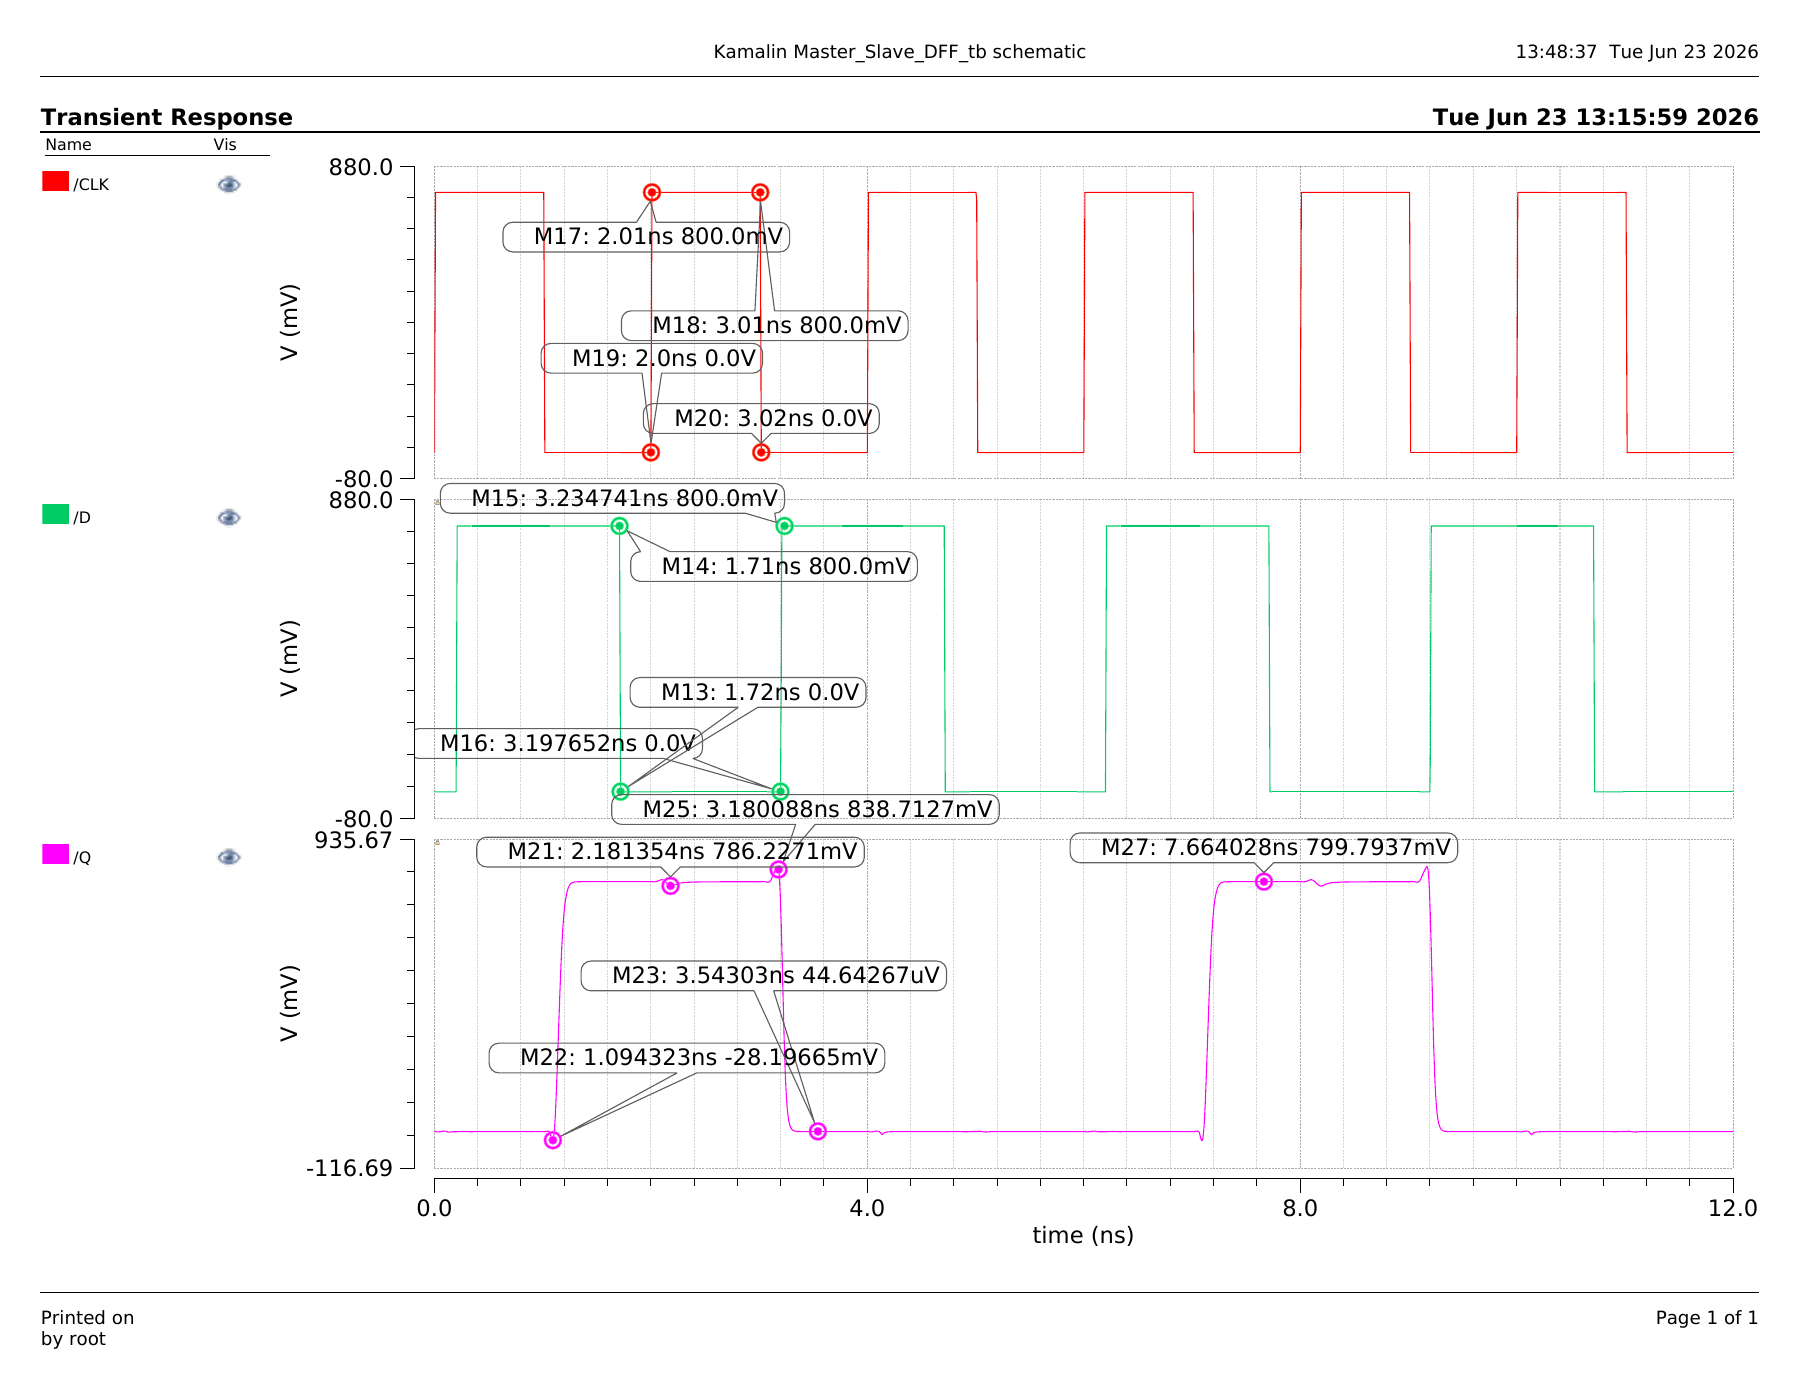 Kamalin Master_Slave_DFF_tb schematic
13:48:37 Tue Jun 23 2026
Transient Response
Tue Jun 23 13:15:59 2026
Name Vis
/CLK
880.0
V (mV)
-80.0
M17: 2.01ns 800.0mV
M18: 3.01ns 800.0mV
M19: 2.0ns 0.0V
M20: 3.02ns 0.0V
/D
880.0
V (mV)
-80.0
M15: 3.234741ns 800.0mV
M14: 1.71ns 800.0mV
M13: 1.72ns 0.0V
M16: 3.197652ns 0.0V
/Q
935.67
V (mV)
-116.69
M25: 3.180088ns 838.7127mV
M21: 2.181354ns 786.2271mV
M27: 7.664028ns 799.7937mV
M23: 3.54303ns 44.64267uV
M22: 1.094323ns -28.19665mV
0.0 4.0 8.0 12.0
time (ns)
Printed on
by root
Page 1 of 1